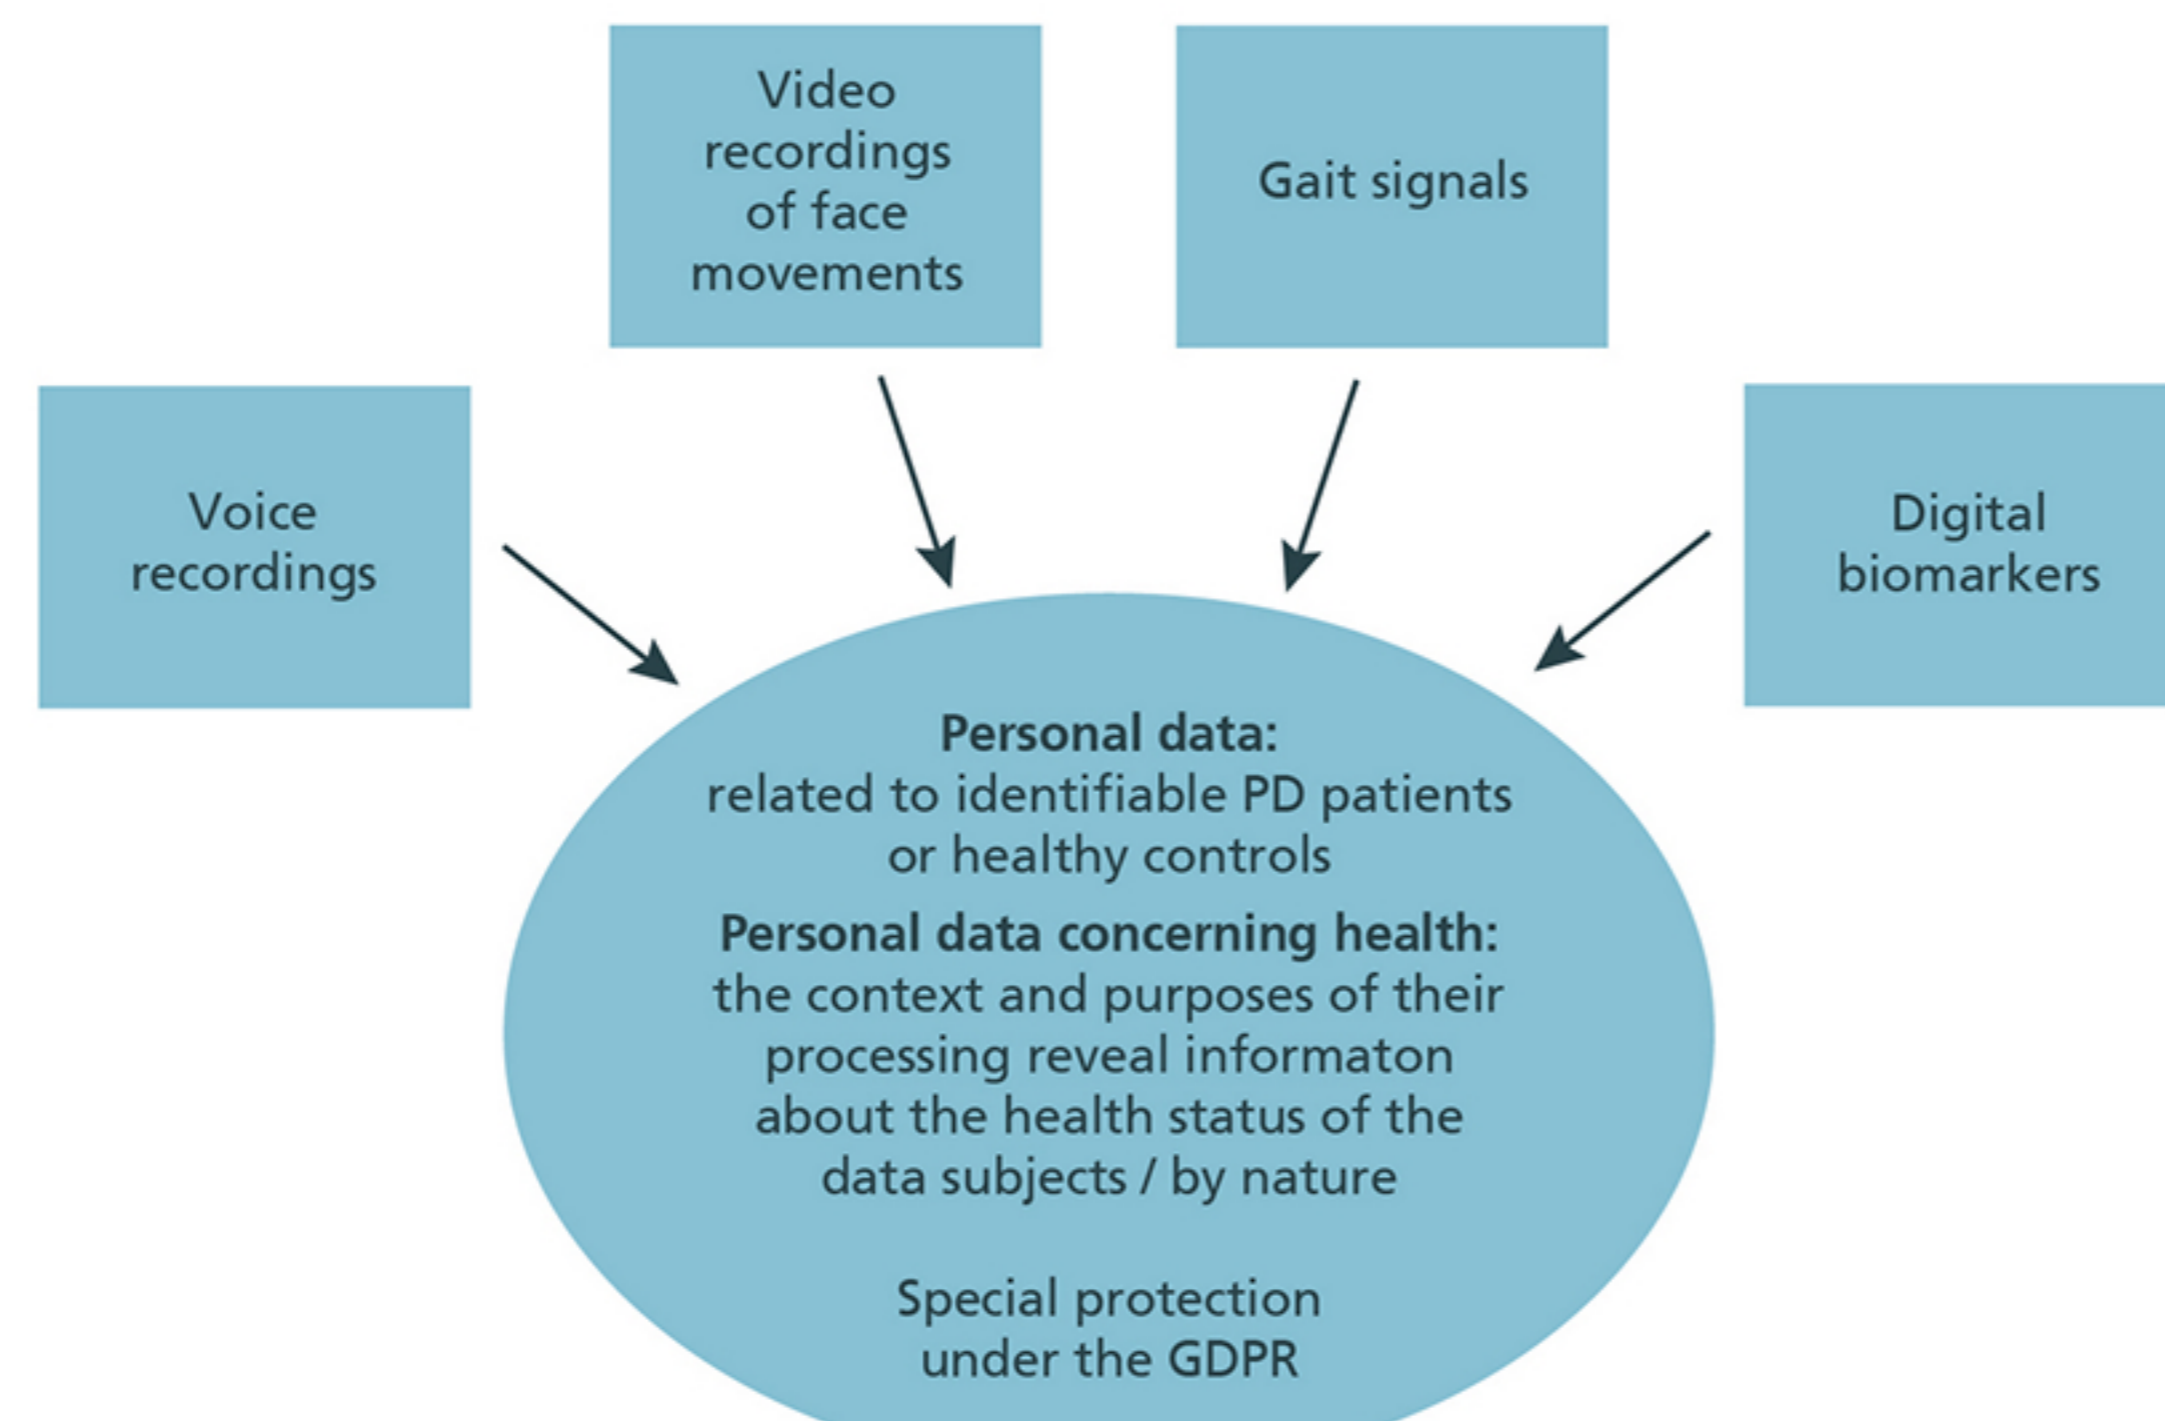 Video
recordings
of face
movements
Gait signals
Voice
recordings
Digital
biomarkers
Personal data:
related to identifiable PD patients
or healthy controls
Personal data concerning health:
the context and purposes of their
processing reveal informaton
about the health status of the
data subjects / by nature
Special protection
under the GDPR